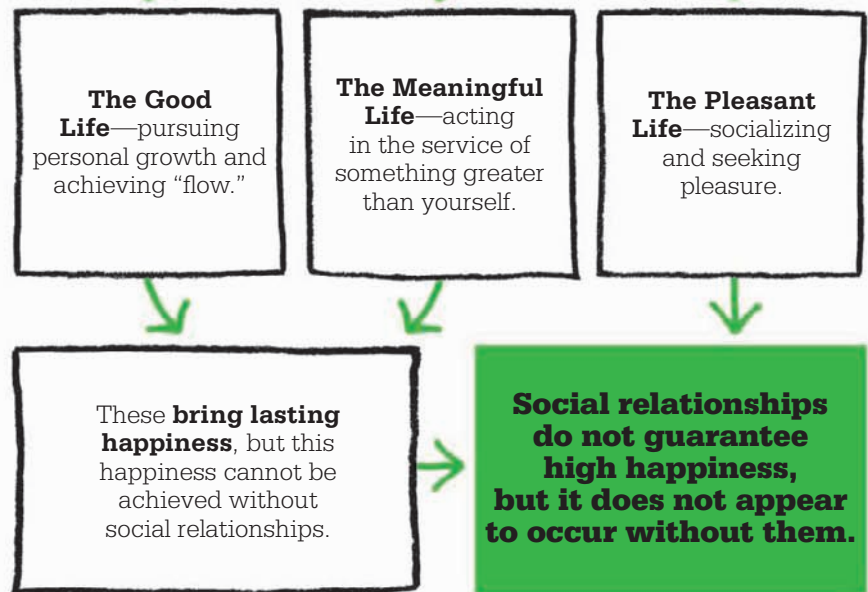 The Good
Life—pursuing
personal growth and
achieving “flow.”
The Meaningful
Life—acting
in the service of
something greater
than yourself.
The Pleasant
Life—socializing
and seeking
pleasure.
These bring lasting
happiness, but this
happiness cannot be
achieved without
social relationships.
Social relationships
do not guarantee
high happiness,
but it does not appear
to occur without them.